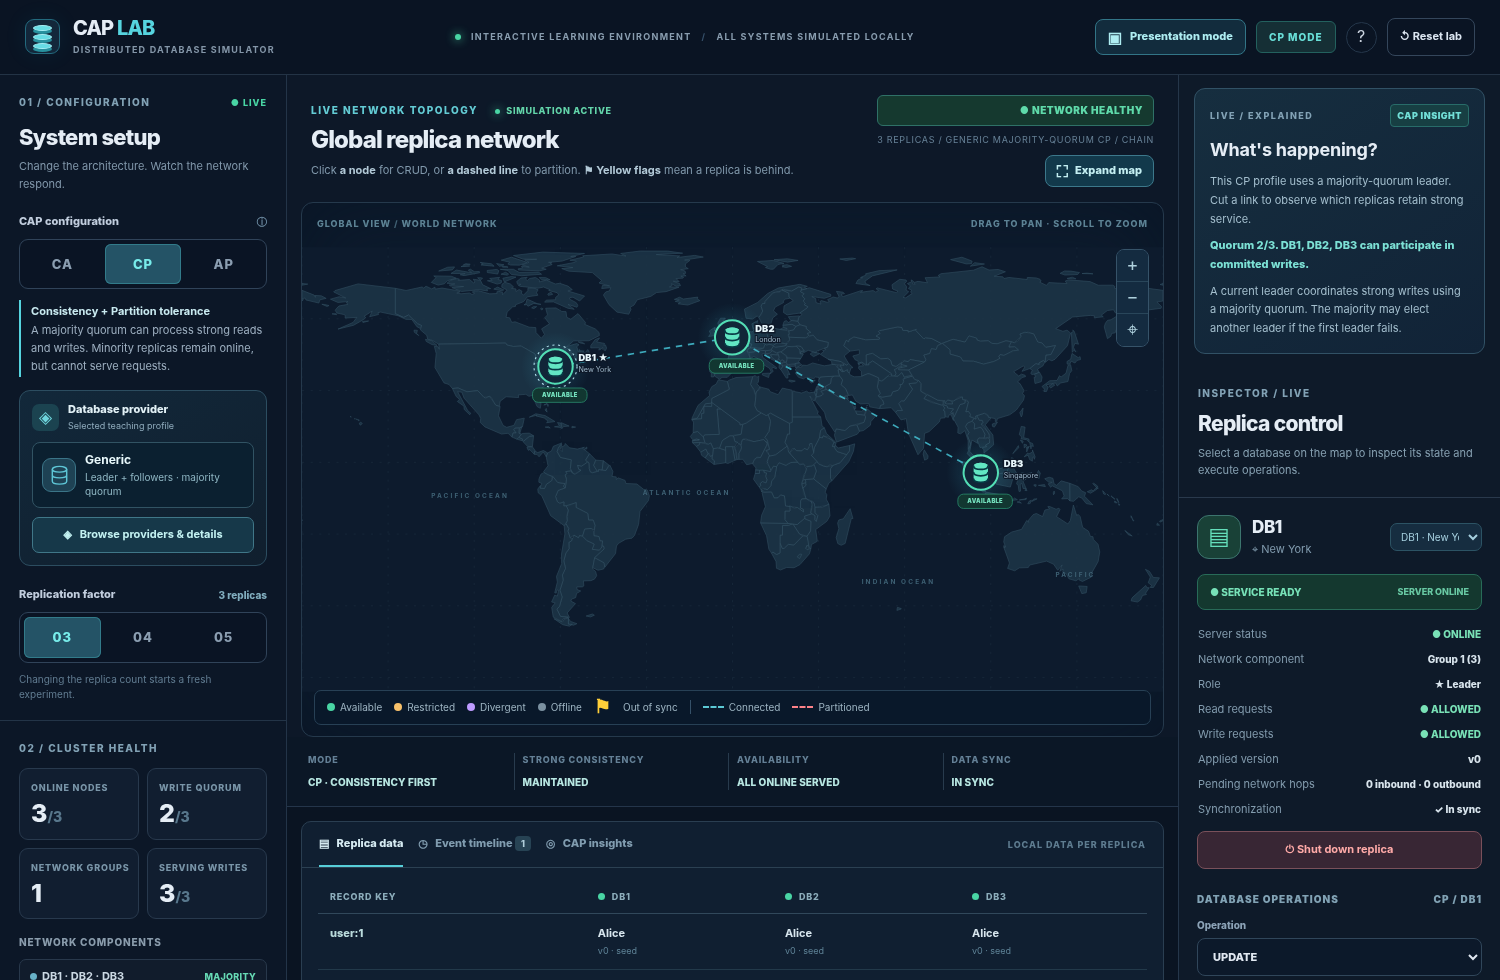 CAP LAB
DISTRIBUTED DATABASE SIMULATOR
INTERACTIVE LEARNING ENVIRONMENT / ALL SYSTEMS SIMULATED LOCALLY
Presentation mode
CP MODE
?
Reset lab
01 / CONFIGURATION
LIVE
System setup
Change the architecture. Watch the network
respond.
CAP configuration
CA
CP
AP
Consistency + Partition tolerance
A majority quorum can process strong reads
and writes. Minority replicas remain online,
but cannot serve requests.
Database provider
Selected teaching profile
Generic
Leader + followers · majority
quorum
Browse providers & details
Replication factor
3 replicas
03
04
05
Changing the replica count starts a fresh
experiment.
02 / CLUSTER HEALTH
ONLINE NODES
3/3
WRITE QUORUM
2/3
NETWORK GROUPS
1
SERVING WRITES
3/3
NETWORK COMPONENTS
DB1 · DB2 · DB3
MAJORITY
LIVE NETWORK TOPOLOGY
SIMULATION ACTIVE
Global replica network
Click a node for CRUD, or a dashed line to partition. ⚑ Yellow flags mean a replica is behind.
NETWORK HEALTHY
3 REPLICAS / GENERIC MAJORITY-QUORUM CP / CHAIN
Expand map
GLOBAL VIEW / WORLD NETWORK
DRAG TO PAN · SCROLL TO ZOOM
+
−
DB1 ★
New York
AVAILABLE
DB2
London
AVAILABLE
DB3
Singapore
AVAILABLE
PACIFIC OCEAN
ATLANTIC OCEAN
INDIAN OCEAN
PACIFIC
Available
Restricted
Divergent
Offline
Out of sync
Connected
Partitioned
MODE
CP · CONSISTENCY FIRST
STRONG CONSISTENCY
MAINTAINED
AVAILABILITY
ALL ONLINE SERVED
DATA SYNC
IN SYNC
Replica data
Event timeline 1
CAP insights
LOCAL DATA PER REPLICA
RECORD KEY
DB1
DB2
DB3
user:1
Alice
Alice
Alice
v0 · seed
v0 · seed
v0 · seed
LIVE / EXPLAINED
CAP INSIGHT
What's happening?
This CP profile uses a majority-quorum leader.
Cut a link to observe which replicas retain strong
service.
Quorum 2/3. DB1, DB2, DB3 can participate in
committed writes.
A current leader coordinates strong writes using
a majority quorum. The majority may elect
another leader if the first leader fails.
INSPECTOR / LIVE
Replica control
Select a database on the map to inspect its state and
execute operations.
DB1
⌖ New York
SERVICE READY
SERVER ONLINE
Server status
ONLINE
Network component
Group 1 (3)
Role
★ Leader
Read requests
ALLOWED
Write requests
ALLOWED
Applied version
v0
Pending network hops
0 inbound · 0 outbound
Synchronization
✓ In sync
Shut down replica
DATABASE OPERATIONS
CP / DB1
Operation
UPDATE